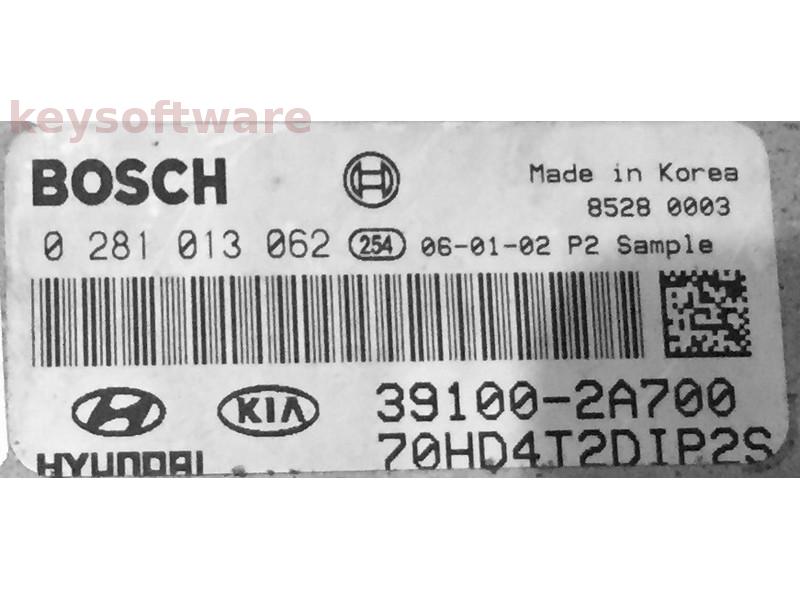 keysoftware
BOSCH
Made in Korea
8528 0003
0 281 013 062 254 06-01-02 P2 Sample
KIA 39100-2A700
HYUNDAI 70HD4T2DIP2S